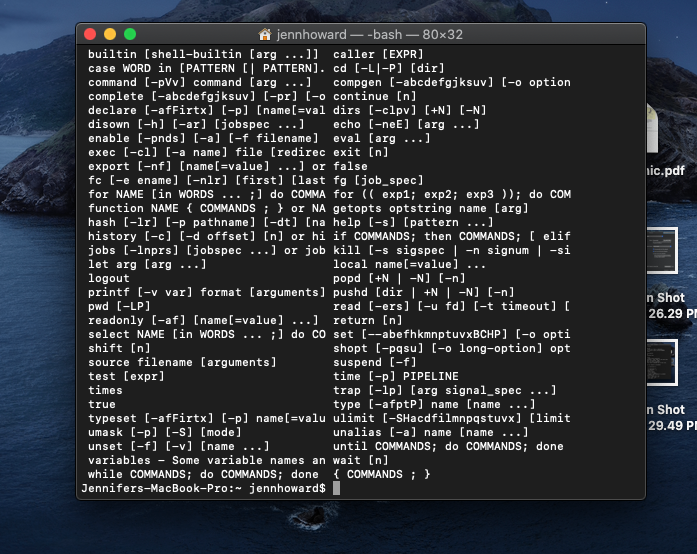 jennhoward — -bash — 80×32
builtin [shell-builtin [arg ...]]  caller [EXPR]
case WORD in [PATTERN [| PATTERN]. cd [-L|-P] [dir]
command [-pVv] command [arg ...]   compgen [-abcdefgjksuv] [-o option
complete [-abcdefgjksuv] [-pr] [-o continue [n]
declare [-afFirtx] [-p] [name[=val dirs [-clpv] [+N] [-N]
disown [-h] [-ar] [jobspec ...]    echo [-neE] [arg ...]
enable [-pnds] [-a] [-f filename]  eval [arg ...]
exec [-cl] [-a name] file [redirec exit [n]
export [-nf] [name[=value] ...] or false
fc [-e ename] [-nlr] [first] [last fg [job_spec]
for NAME [in WORDS ... ;] do COMMA for (( exp1; exp2; exp3 )); do COM
function NAME { COMMANDS ; } or NA getopts optstring name [arg]
hash [-lr] [-p pathname] [-dt] [na help [-s] [pattern ...]
history [-c] [-d offset] [n] or hi if COMMANDS; then COMMANDS; [ elif
jobs [-lnprs] [jobspec ...] or job kill [-s sigspec | -n signum | -si
let arg [arg ...]                  local name[=value] ...
logout                             popd [+N | -N] [-n]
printf [-v var] format [arguments] pushd [dir | +N | -N] [-n]
pwd [-LP]                          read [-ers] [-u fd] [-t timeout] [
readonly [-af] [name[=value] ...]  return [n]
select NAME [in WORDS ... ;] do CO set [--abefhkmnptuvxBCHP] [-o opti
shift [n]                          shopt [-pqsu] [-o long-option] opt
source filename [arguments]        suspend [-f]
test [expr]                        time [-p] PIPELINE
times                              trap [-lp] [arg signal_spec ...]
true                               type [-afptP] name [name ...]
typeset [-afFirtx] [-p] name[=valu ulimit [-SHacdfilmnpqstuvx] [limit
umask [-p] [-S] [mode]             unalias [-a] name [name ...]
unset [-f] [-v] [name ...]         until COMMANDS; do COMMANDS; done
variables - Some variable names an wait [n]
while COMMANDS; do COMMANDS; done  { COMMANDS ; }
Jennifers-MacBook-Pro:~ jennhoward$
nic.pdf
n Shot
26.29 PM
n Shot
29.49 PM